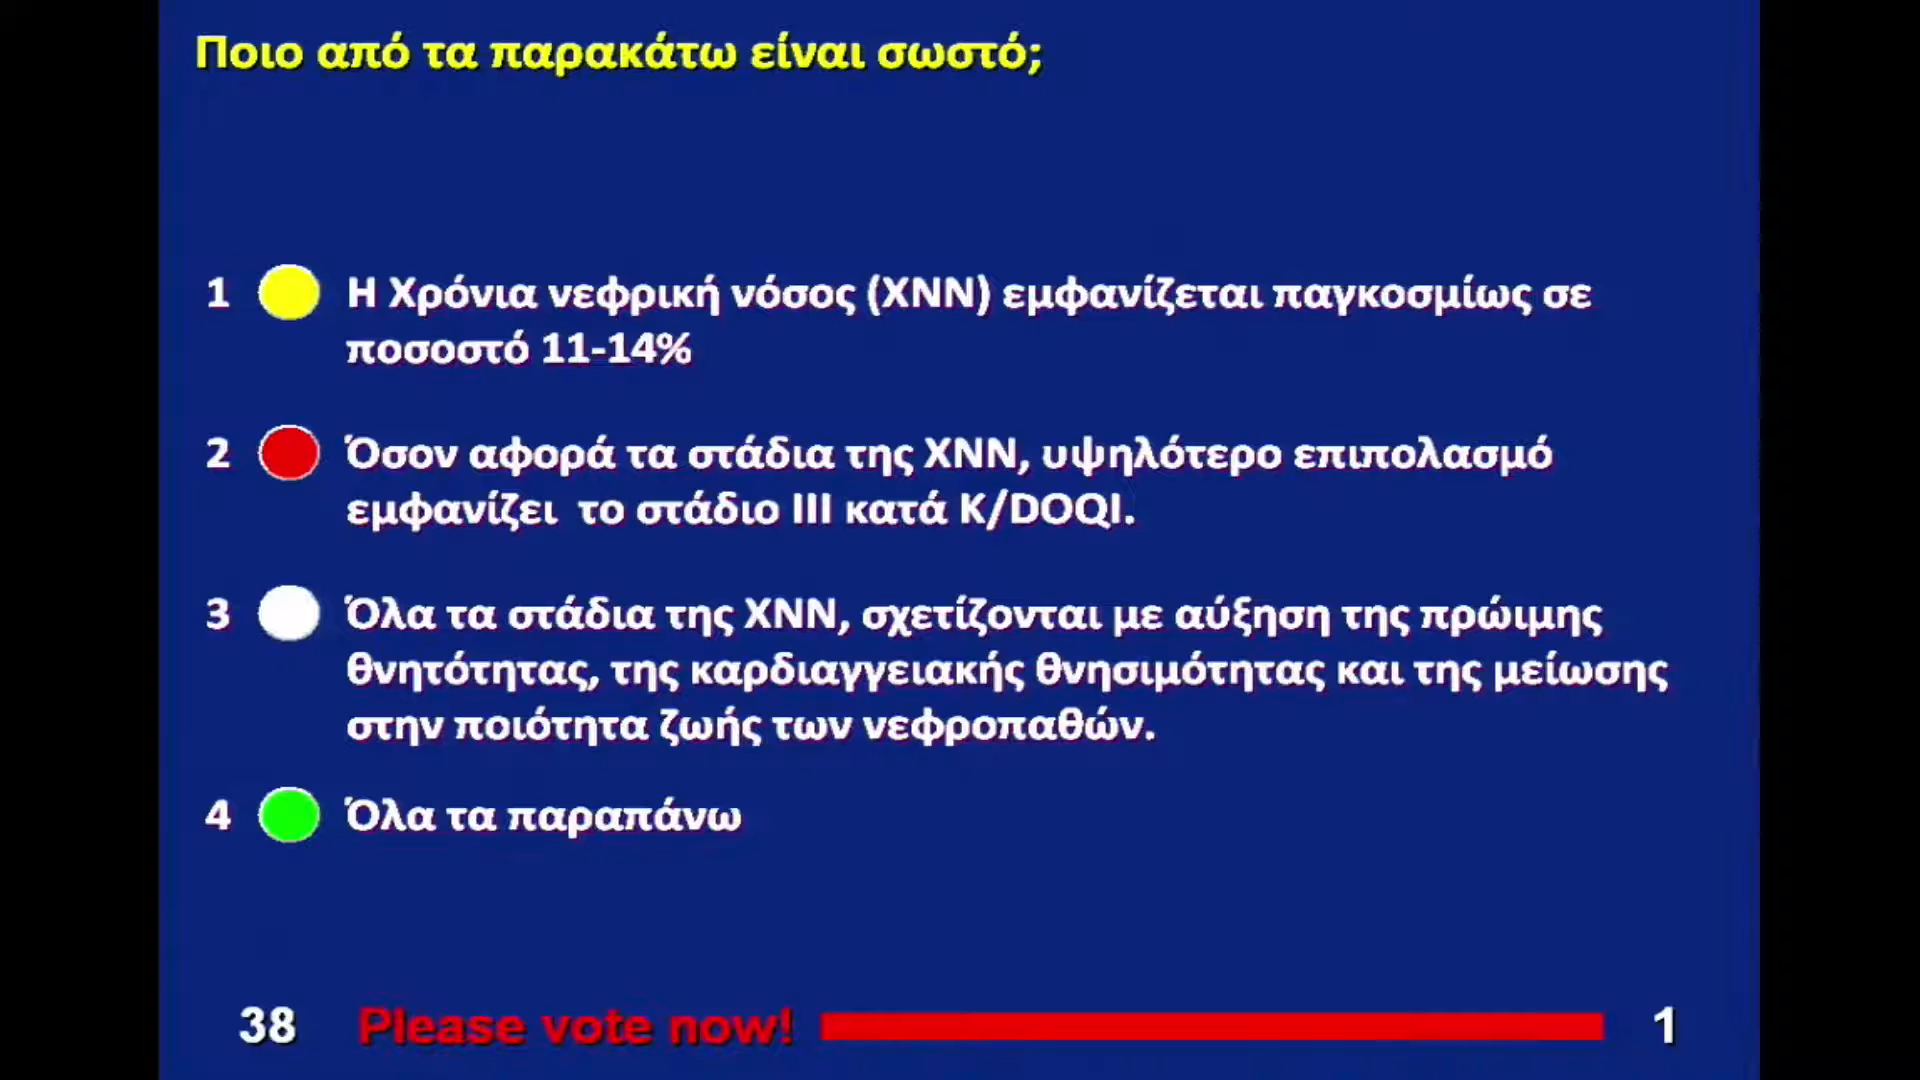 Ποιο από τα παρακάτω είναι σωστό;
1 Η Χρόνια νεφρική νόσος (ΧΝΝ) εμφανίζεται παγκοσμίως σε
ποσοστό 11-14%
2 Όσον αφορά τα στάδια της ΧΝΝ, υψηλότερο επιπολασμό
εμφανίζει το στάδιο III κατά K/DOQI.
3 Όλα τα στάδια της ΧΝΝ, σχετίζονται με αύξηση της πρώιμης
θνητότητας, της καρδιαγγειακής θνησιμότητας και της μείωσης
στην ποιότητα ζωής των νεφροπαθών.
4 Όλα τα παραπάνω
38 Please vote now! 1